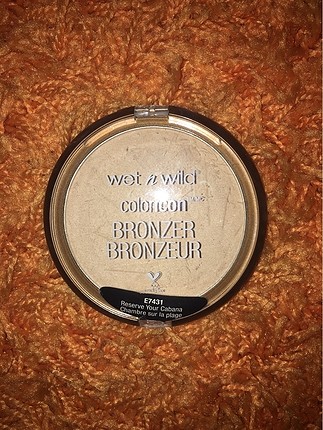 wet n wild
coloricon
BRONZER
BRONZEUR
E7431
Reserve Your Cabana
Chambre sur la plage